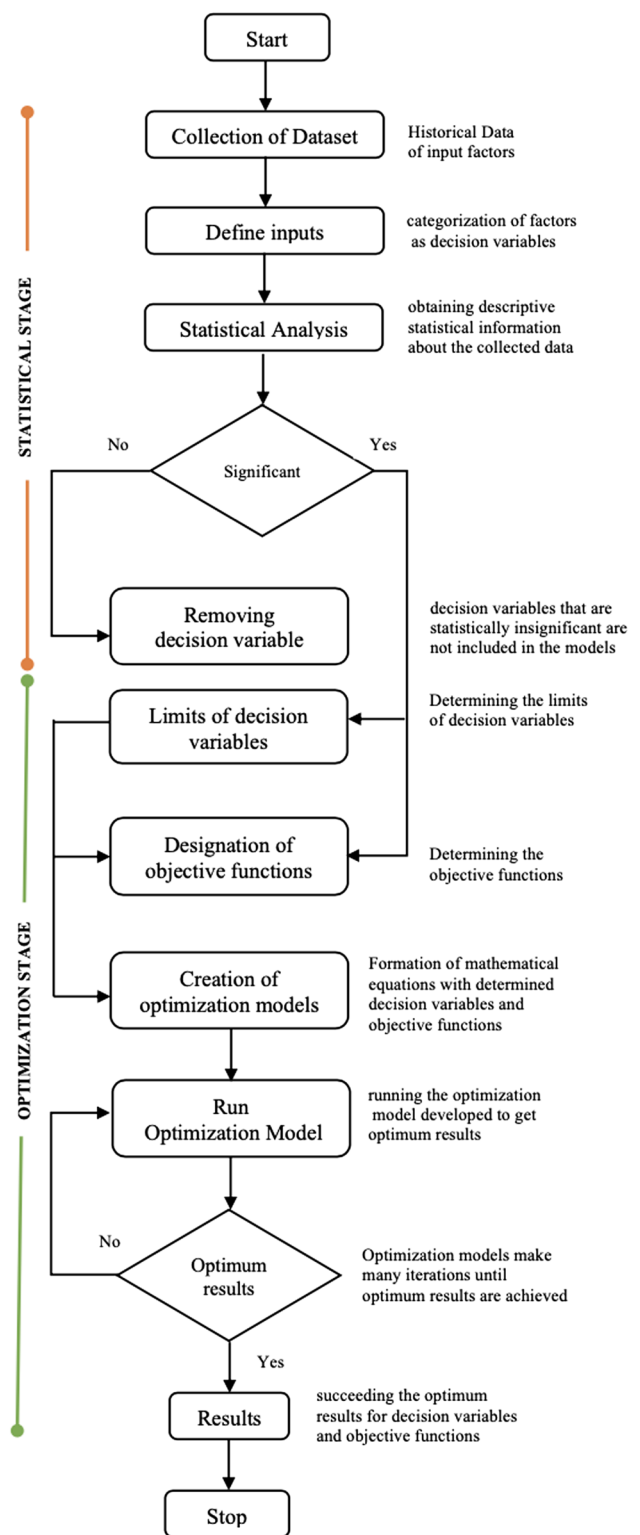 Start
Collection of Dataset
Historical Data
of input factors
Define inputs
categorization of factors
as decision variables
Statistical Analysis
obtaining descriptive
statistical information
about the collected data
STATISTICAL STAGE
No
Yes
Significant
Removing
decision variable
decision variables that are
statistically insignificant are
not included in the models
Limits of decision
variables
Determining the limits
of decision variables
Designation of
objective functions
Determining the
objective functions
OPTIMIZATION STAGE
Creation of
optimization models
Formation of mathematical
equations with determined
decision variables and
objective functions
Run
Optimization Model
running the optimization
model developed to get
optimum results
No
Optimum
results
Optimization models make
many iterations until
optimum results are achieved
Yes
Results
succeeding the optimum
results for decision variables
and objective functions
Stop